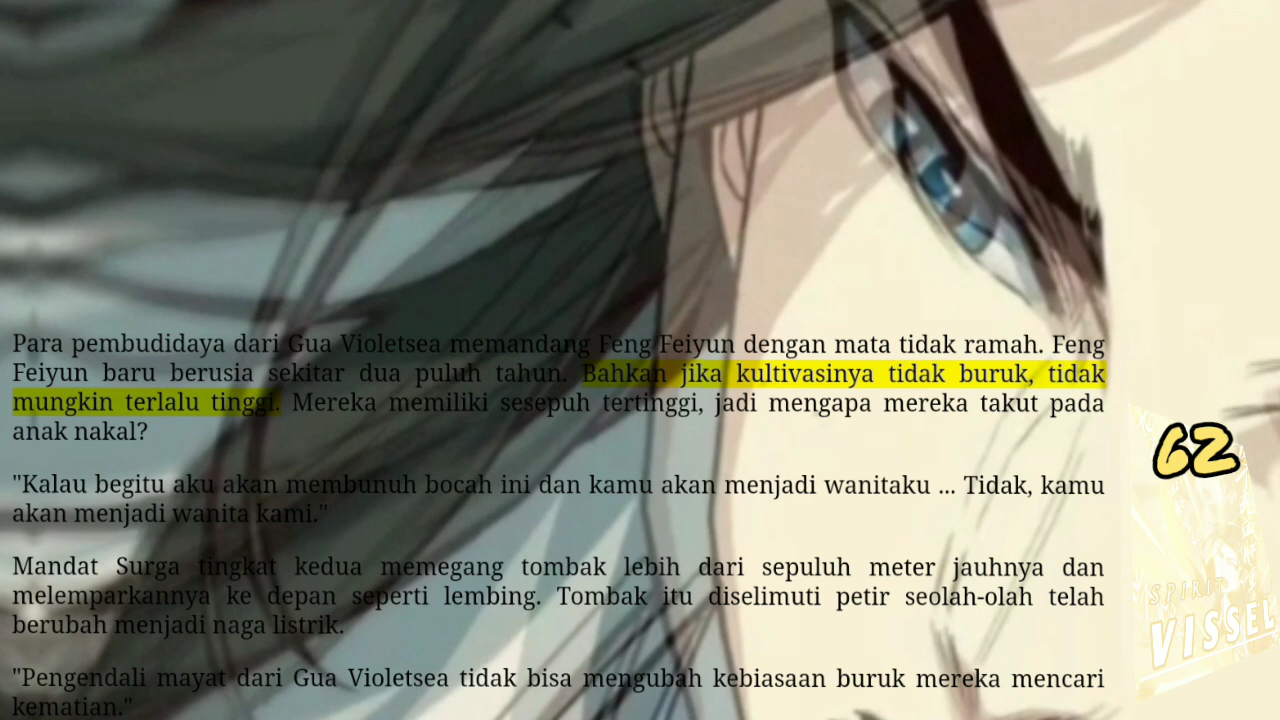 Para pembudidaya dari Gua Violetsea memandang Feng Feiyun dengan mata tidak ramah. Feng
Feiyun baru berusia sekitar dua puluh tahun. Bahkan jika kultivasinya tidak buruk, tidak
mungkin terlalu tinggi. Mereka memiliki sesepuh tertinggi, jadi mengapa mereka takut pada
anak nakal?
"Kalau begitu aku akan membunuh bocah ini dan kamu akan menjadi wanitaku ... Tidak, kamu
akan menjadi wanita kami."
Mandat Surga tingkat kedua memegang tombak lebih dari sepuluh meter jauhnya dan
melemparkannya ke depan seperti lembing. Tombak itu diselimuti petir seolah-olah telah
berubah menjadi naga listrik.
"Pengendali mayat dari Gua Violetsea tidak bisa mengubah kebiasaan buruk mereka mencari
kematian."
62
SPIRIT
VISSEL